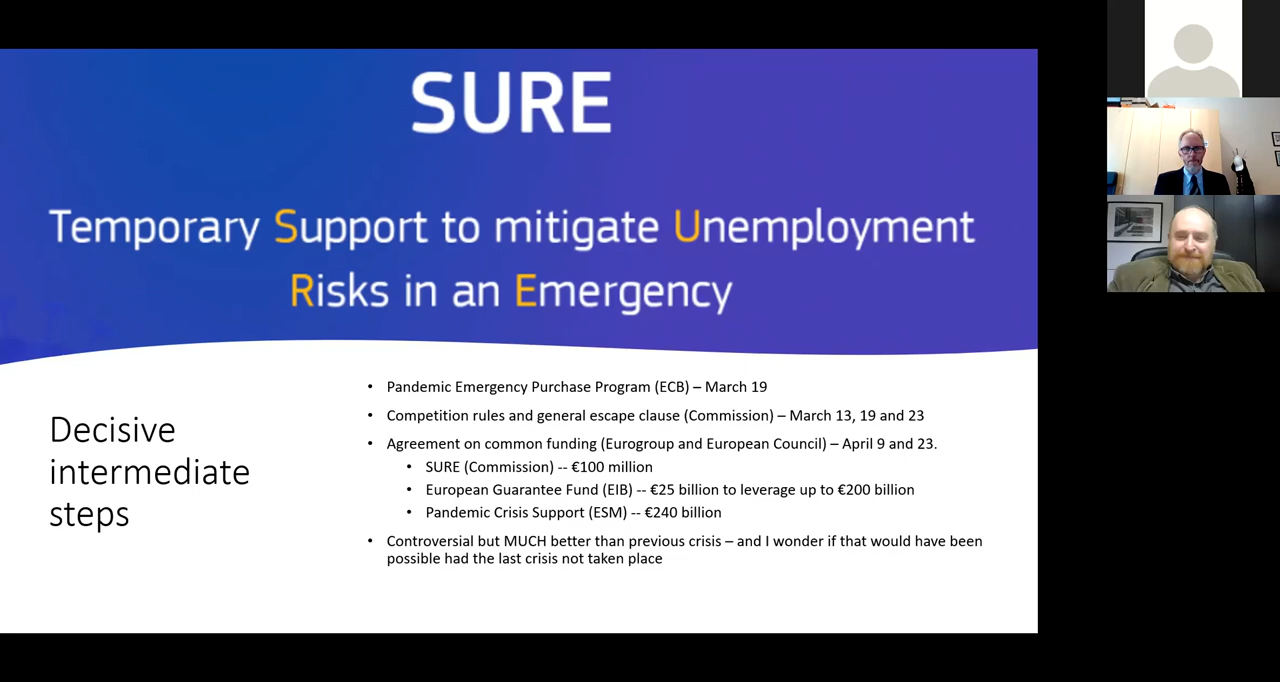 SURE
Temporary Support to mitigate Unemployment
Risks in an Emergency
Decisive
intermediate
steps
• Pandemic Emergency Purchase Program (ECB) – March 19
• Competition rules and general escape clause (Commission) – March 13, 19 and 23
• Agreement on common funding (Eurogroup and European Council) – April 9 and 23.
• SURE (Commission) -- €100 million
• European Guarantee Fund (EIB) -- €25 billion to leverage up to €200 billion
• Pandemic Crisis Support (ESM) -- €240 billion
• Controversial but MUCH better than previous crisis – and I wonder if that would have been
possible had the last crisis not taken place